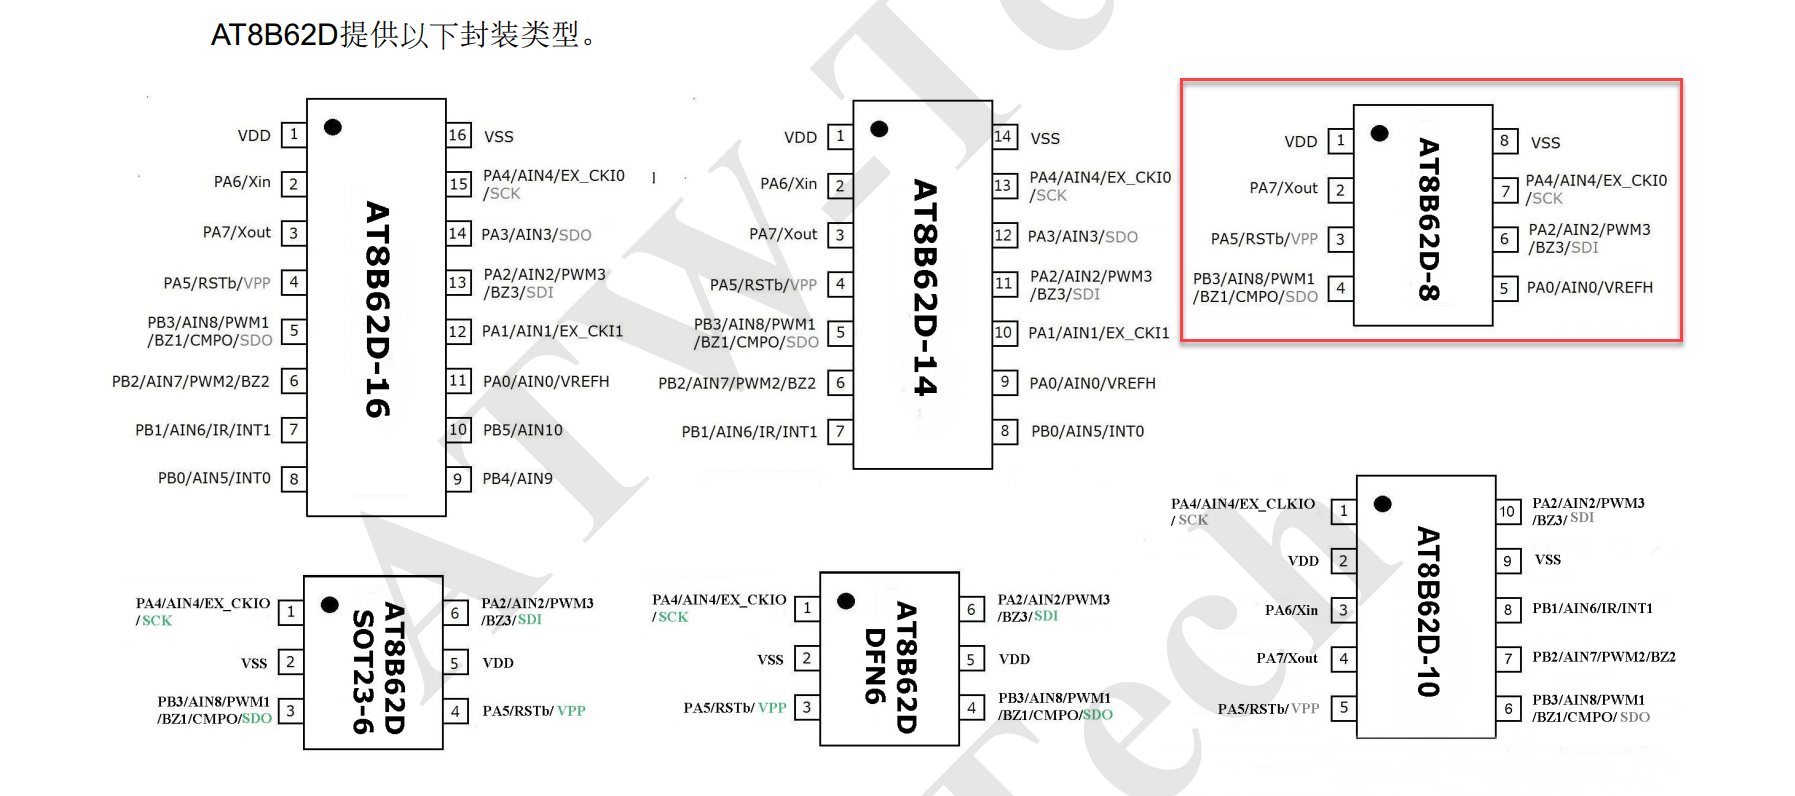 AT8B62D提供以下封装类型。
VDD 1
PA6/Xin 2
PA7/Xout 3
PA5/RSTb/VPP 4
PB3/AIN8/PWM1
/BZ1/CMPO/SDO 5
PB2/AIN7/PWM2/BZ2 6
PB1/AIN6/IR/INT1 7
PB0/AIN5/INT0 8
AT8B62D-16
16 VSS
15 PA4/AIN4/EX_CKI0
/SCK
14 PA3/AIN3/SDO
13 PA2/AIN2/PWM3
/BZ3/SDI
12 PA1/AIN1/EX_CKI1
11 PA0/AIN0/VREFH
10 PB5/AIN10
9 PB4/AIN9
VDD 1
PA6/Xin 2
PA7/Xout 3
PA5/RSTb/VPP 4
PB3/AIN8/PWM1
/BZ1/CMPO/SDO 5
PB2/AIN7/PWM2/BZ2 6
PB1/AIN6/IR/INT1 7
AT8B62D-14
14 VSS
13 PA4/AIN4/EX_CKI0
/SCK
12 PA3/AIN3/SDO
11 PA2/AIN2/PWM3
/BZ3/SDI
10 PA1/AIN1/EX_CKI1
9 PA0/AIN0/VREFH
8 PB0/AIN5/INT0
VDD 1
PA7/Xout 2
PA5/RSTb/VPP 3
PB3/AIN8/PWM1
/BZ1/CMPO/SDO 4
AT8B62D-8
8 VSS
7 PA4/AIN4/EX_CKI0
/SCK
6 PA2/AIN2/PWM3
/BZ3/SDI
5 PA0/AIN0/VREFH
PA4/AIN4/EX_CKIO
/SCK 1
VSS 2
PB3/AIN8/PWM1
/BZ1/CMPO/SDO 3
AT8B62D
SOT23-6
6 PA2/AIN2/PWM3
/BZ3/SDI
5 VDD
4 PA5/RSTb/VPP
PA4/AIN4/EX_CKIO
/SCK 1
VSS 2
PA5/RSTb/VPP 3
AT8B62D
DFN6
6 PA2/AIN2/PWM3
/BZ3/SDI
5 VDD
4 PB3/AIN8/PWM1
/BZ1/CMPO/SDO
PA4/AIN4/EX_CLKIO
/SCK 1
VDD 2
PA6/Xin 3
PA7/Xout 4
PA5/RSTb/VPP 5
AT8B62D-10
10 PA2/AIN2/PWM3
/BZ3/SDI
9 VSS
8 PB1/AIN6/IR/INT1
7 PB2/AIN7/PWM2/BZ2
6 PB3/AIN8/PWM1
/BZ1/CMPO/SDO
ATW-Tec
Tech